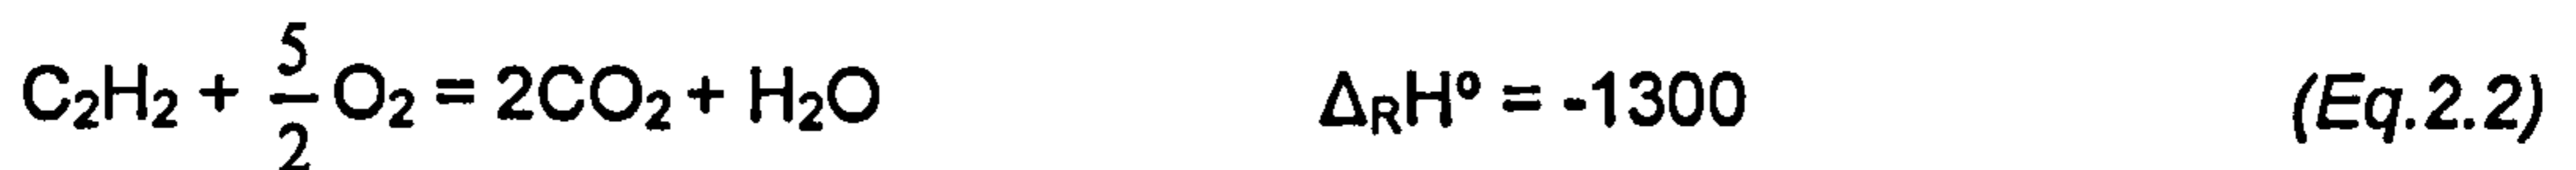 C₂H₂ + 5/2 O₂ = 2CO₂ + H₂O ΔRH° = -1300 (Eq.2.2)